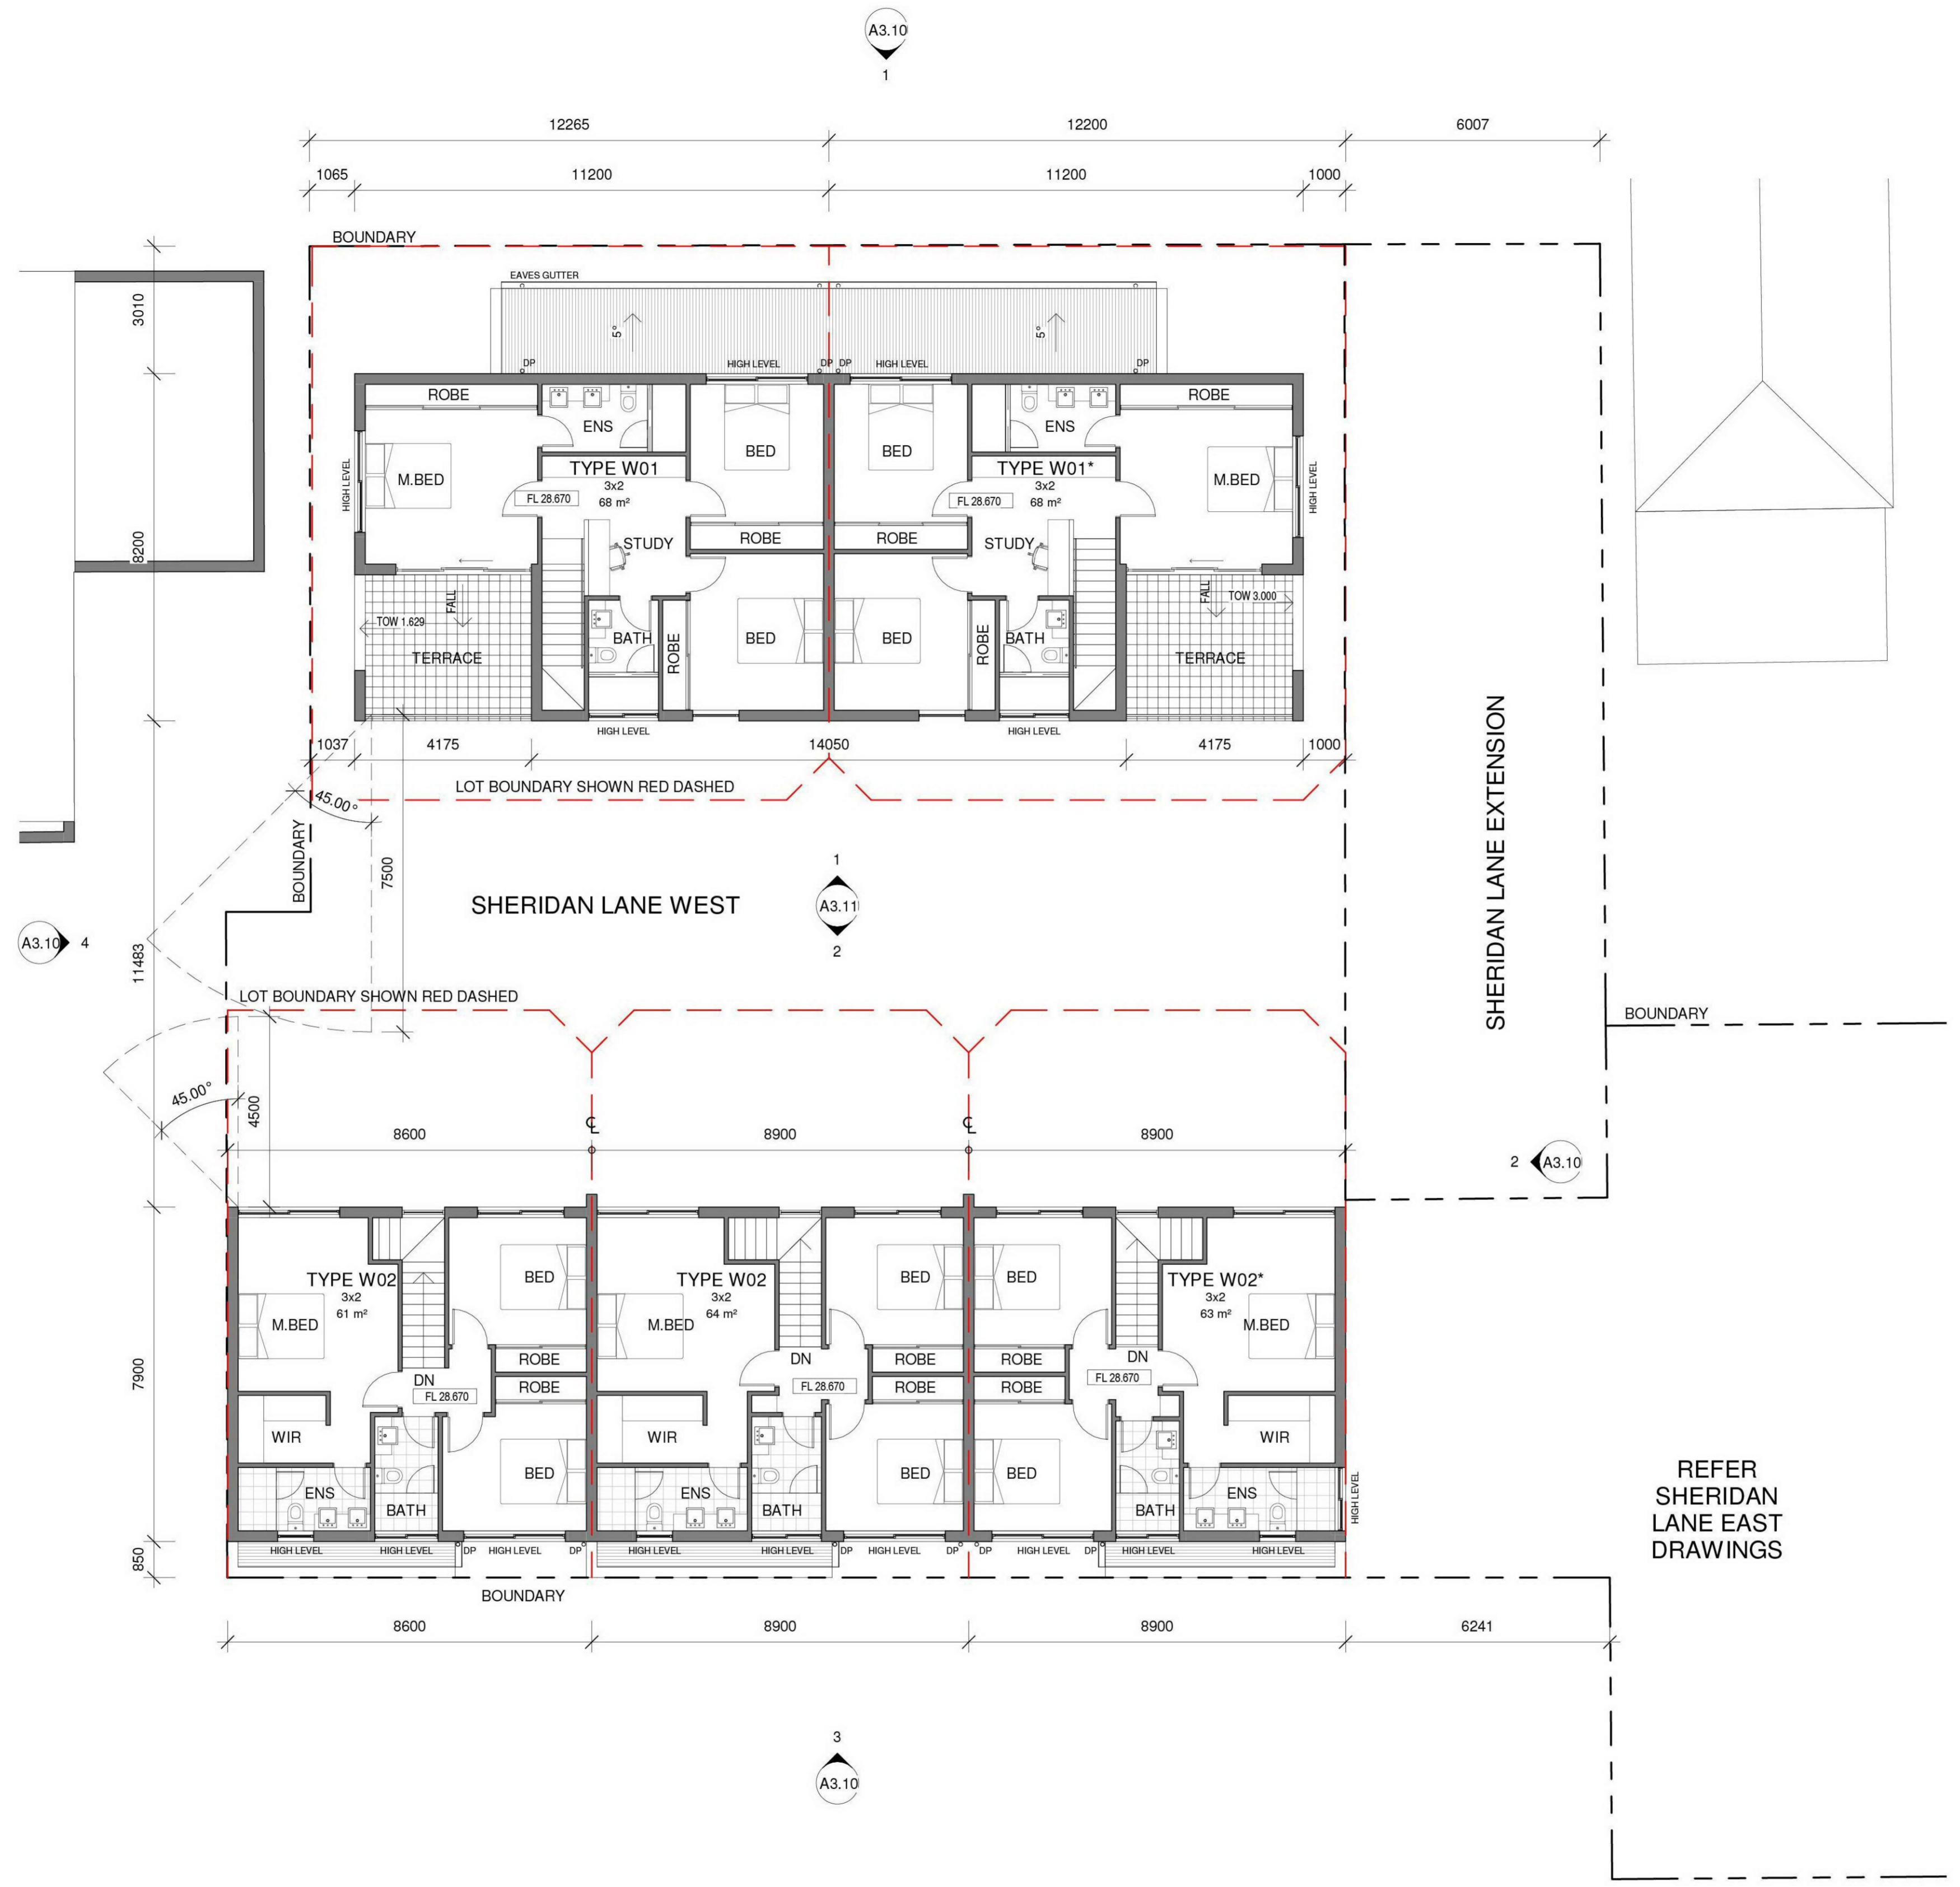 A3.10
1
12265
12200
6007
1065
11200
11200
1000
BOUNDARY
EAVES GUTTER
3010
5°
5°
DP
HIGH LEVEL
DP
DP
HIGH LEVEL
DP
ROBE
ENS
BED
BED
ENS
ROBE
HIGH LEVEL
M.BED
TYPE W01
3x2
68 m²
FL 28.670
TYPE W01*
3x2
68 m²
FL 28.670
M.BED
HIGH LEVEL
8200
STUDY
ROBE
ROBE
STUDY
FALL
TOW 1.629
TERRACE
BATH
ROBE
BED
BED
ROBE
BATH
FALL
TOW 3.000
TERRACE
HIGH LEVEL
HIGH LEVEL
1037
4175
14050
4175
1000
LOT BOUNDARY SHOWN RED DASHED
45.00°
BOUNDARY
7500
SHERIDAN LANE EXTENSION
1
A3.11
2
SHERIDAN LANE WEST
A3.10
4
11483
LOT BOUNDARY SHOWN RED DASHED
BOUNDARY
45.00°
4500
8600
8900
8900
℄
℄
2
A3.10
TYPE W02
3x2
61 m²
M.BED
BED
TYPE W02
3x2
64 m²
M.BED
BED
BED
TYPE W02*
3x2
63 m²
M.BED
7900
DN
FL 28.670
ROBE
ROBE
DN
FL 28.670
ROBE
ROBE
ROBE
ROBE
DN
FL 28.670
WIR
WIR
WIR
ENS
BATH
BED
ENS
BATH
BED
BED
BATH
ENS
HIGH LEVEL
850
HIGH LEVEL
HIGH LEVEL
DP
HIGH LEVEL
DP
HIGH LEVEL
HIGH LEVEL
DP
HIGH LEVEL
DP
DP
HIGH LEVEL
DP
HIGH LEVEL
HIGH LEVEL
BOUNDARY
REFER
SHERIDAN
LANE EAST
DRAWINGS
8600
8900
8900
6241
3
A3.10